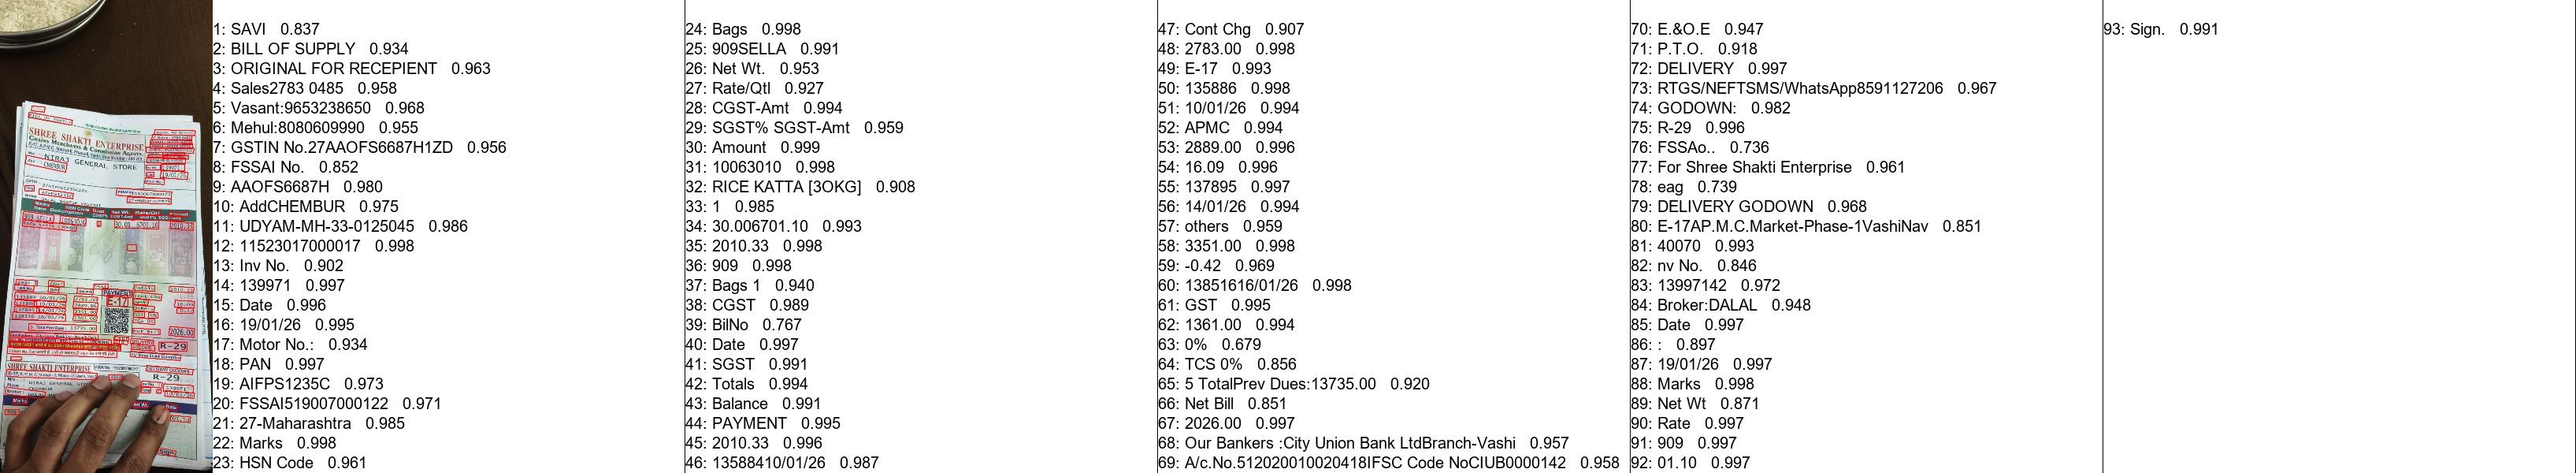 SHREE SHAKTI ENTERPRISE
NIRAJ GENERAL STORE
PAYMENT
E-17
2026.00
R-29
SHREE SHAKTI ENTERPRISE
R-29
NIRAJ GENERAL STORE
1: SAVI 0.837
2: BILL OF SUPPLY 0.934
3: ORIGINAL FOR RECEPIENT 0.963
4: Sales2783 0485 0.958
5: Vasant:9653238650 0.968
6: Mehul:8080609990 0.955
7: GSTIN No.27AAOFS6687H1ZD 0.956
8: FSSAI No. 0.852
9: AAOFS6687H 0.980
10: AddCHEMBUR 0.975
11: UDYAM-MH-33-0125045 0.986
12: 11523017000017 0.998
13: Inv No. 0.902
14: 139971 0.997
15: Date 0.996
16: 19/01/26 0.995
17: Motor No.: 0.934
18: PAN 0.997
19: AIFPS1235C 0.973
20: FSSAI519007000122 0.971
21: 27-Maharashtra 0.985
22: Marks 0.998
23: HSN Code 0.961
24: Bags 0.998
25: 909SELLA 0.991
26: Net Wt. 0.953
27: Rate/Qtl 0.927
28: CGST-Amt 0.994
29: SGST% SGST-Amt 0.959
30: Amount 0.999
31: 10063010 0.998
32: RICE KATTA [3OKG] 0.908
33: 1 0.985
34: 30.006701.10 0.993
35: 2010.33 0.998
36: 909 0.998
37: Bags 1 0.940
38: CGST 0.989
39: BilNo 0.767
40: Date 0.997
41: SGST 0.991
42: Totals 0.994
43: Balance 0.991
44: PAYMENT 0.995
45: 2010.33 0.996
46: 13588410/01/26 0.987
47: Cont Chg 0.907
48: 2783.00 0.998
49: E-17 0.993
50: 135886 0.998
51: 10/01/26 0.994
52: APMC 0.994
53: 2889.00 0.996
54: 16.09 0.996
55: 137895 0.997
56: 14/01/26 0.994
57: others 0.959
58: 3351.00 0.998
59: -0.42 0.969
60: 13851616/01/26 0.998
61: GST 0.995
62: 1361.00 0.994
63: 0% 0.679
64: TCS 0% 0.856
65: 5 TotalPrev Dues:13735.00 0.920
66: Net Bill 0.851
67: 2026.00 0.997
68: Our Bankers :City Union Bank LtdBranch-Vashi 0.957
69: A/c.No.512020010020418IFSC Code NoCIUB0000142 0.958
70: E.&O.E 0.947
71: P.T.O. 0.918
72: DELIVERY 0.997
73: RTGS/NEFTSMS/WhatsApp8591127206 0.967
74: GODOWN: 0.982
75: R-29 0.996
76: FSSAo.. 0.736
77: For Shree Shakti Enterprise 0.961
78: eag 0.739
79: DELIVERY GODOWN 0.968
80: E-17AP.M.C.Market-Phase-1VashiNav 0.851
81: 40070 0.993
82: nv No. 0.846
83: 13997142 0.972
84: Broker:DALAL 0.948
85: Date 0.997
86: : 0.897
87: 19/01/26 0.997
88: Marks 0.998
89: Net Wt 0.871
90: Rate 0.997
91: 909 0.997
92: 01.10 0.997
93: Sign. 0.991